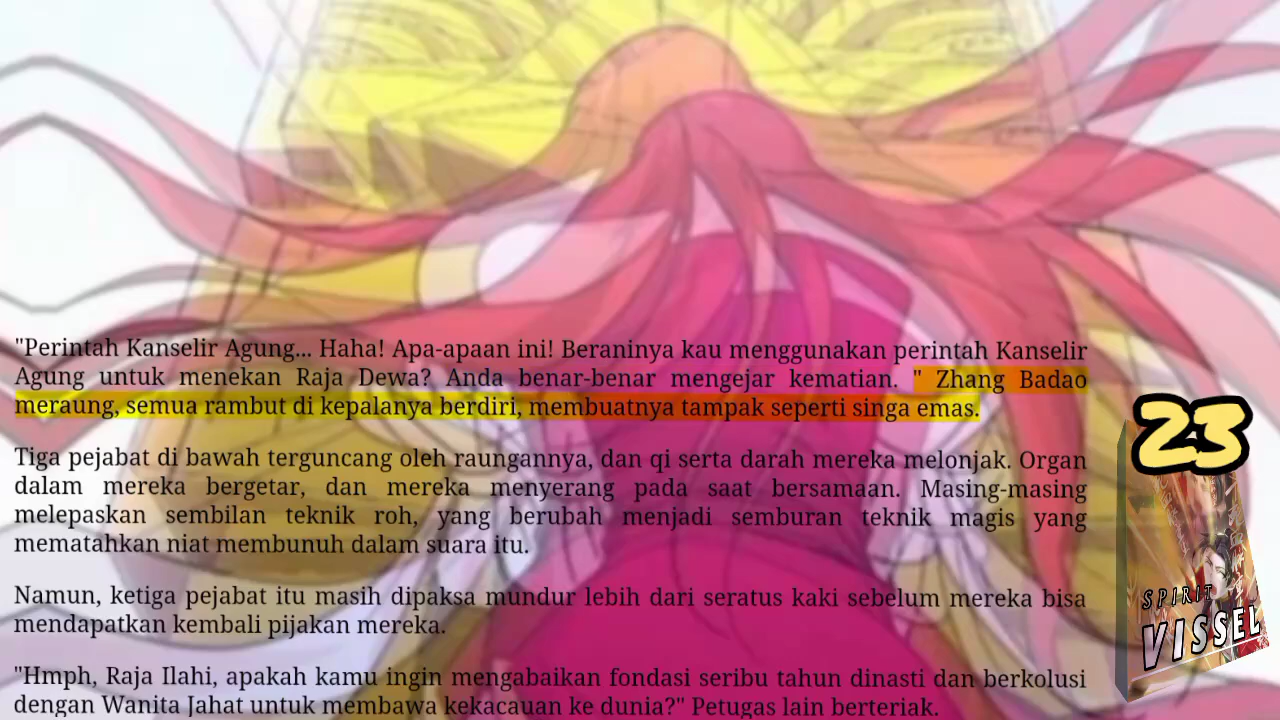 "Perintah Kanselir Agung... Haha! Apa-apaan ini! Beraninya kau menggunakan perintah Kanselir
Agung untuk menekan Raja Dewa? Anda benar-benar mengejar kematian. " Zhang Badao
meraung, semua rambut di kepalanya berdiri, membuatnya tampak seperti singa emas.
Tiga pejabat di bawah terguncang oleh raungannya, dan qi serta darah mereka melonjak. Organ
dalam mereka bergetar, dan mereka menyerang pada saat bersamaan. Masing-masing
melepaskan sembilan teknik roh, yang berubah menjadi semburan teknik magis yang
mematahkan niat membunuh dalam suara itu.
Namun, ketiga pejabat itu masih dipaksa mundur lebih dari seratus kaki sebelum mereka bisa
mendapatkan kembali pijakan mereka.
"Hmph, Raja Ilahi, apakah kamu ingin mengabaikan fondasi seribu tahun dinasti dan berkolusi
dengan Wanita Jahat untuk membawa kekacauan ke dunia?" Petugas lain berteriak.
23
SPIRIT
VISSEL